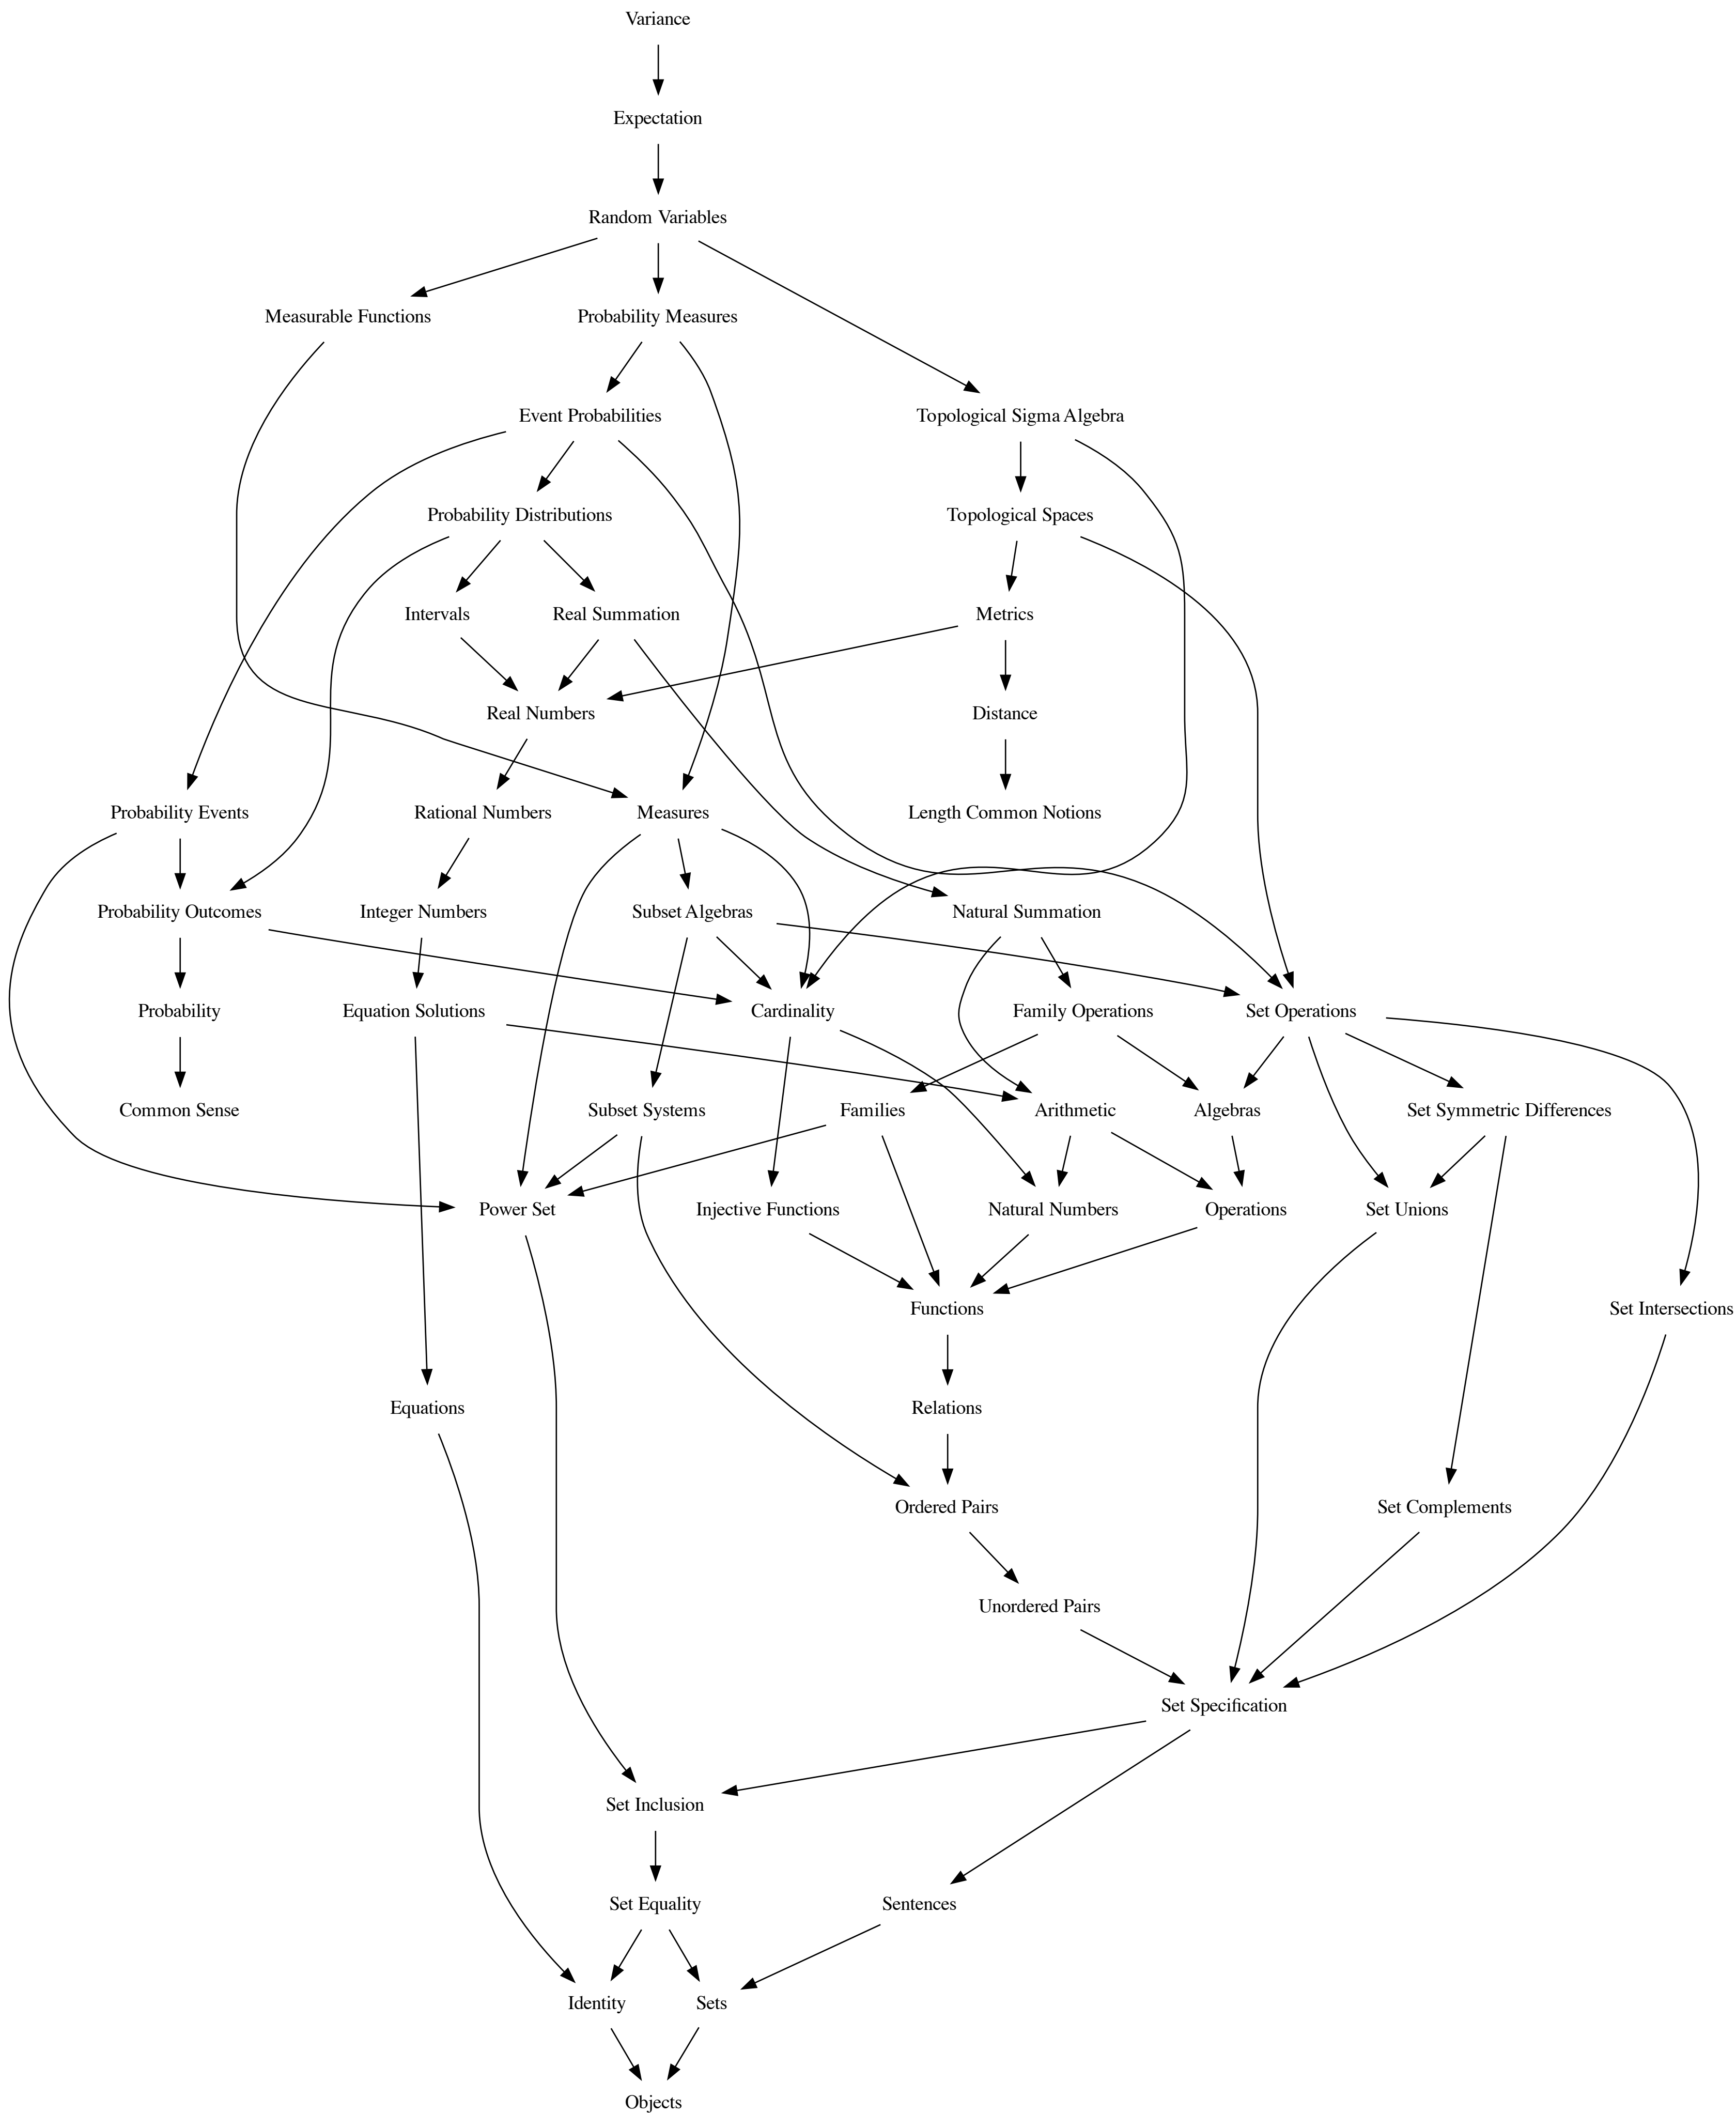 Variance
Expectation
Random Variables
Measurable Functions
Probability Measures
Event Probabilities
Topological Sigma Algebra
Probability Distributions
Topological Spaces
Intervals
Real Summation
Metrics
Real Numbers
Distance
Probability Events
Rational Numbers
Measures
Length Common Notions
Probability Outcomes
Integer Numbers
Subset Algebras
Natural Summation
Probability
Equation Solutions
Cardinality
Family Operations
Set Operations
Common Sense
Subset Systems
Families
Arithmetic
Algebras
Set Symmetric Differences
Power Set
Injective Functions
Natural Numbers
Operations
Set Unions
Functions
Set Intersections
Equations
Relations
Ordered Pairs
Set Complements
Unordered Pairs
Set Specification
Set Inclusion
Set Equality
Sentences
Identity
Sets
Objects